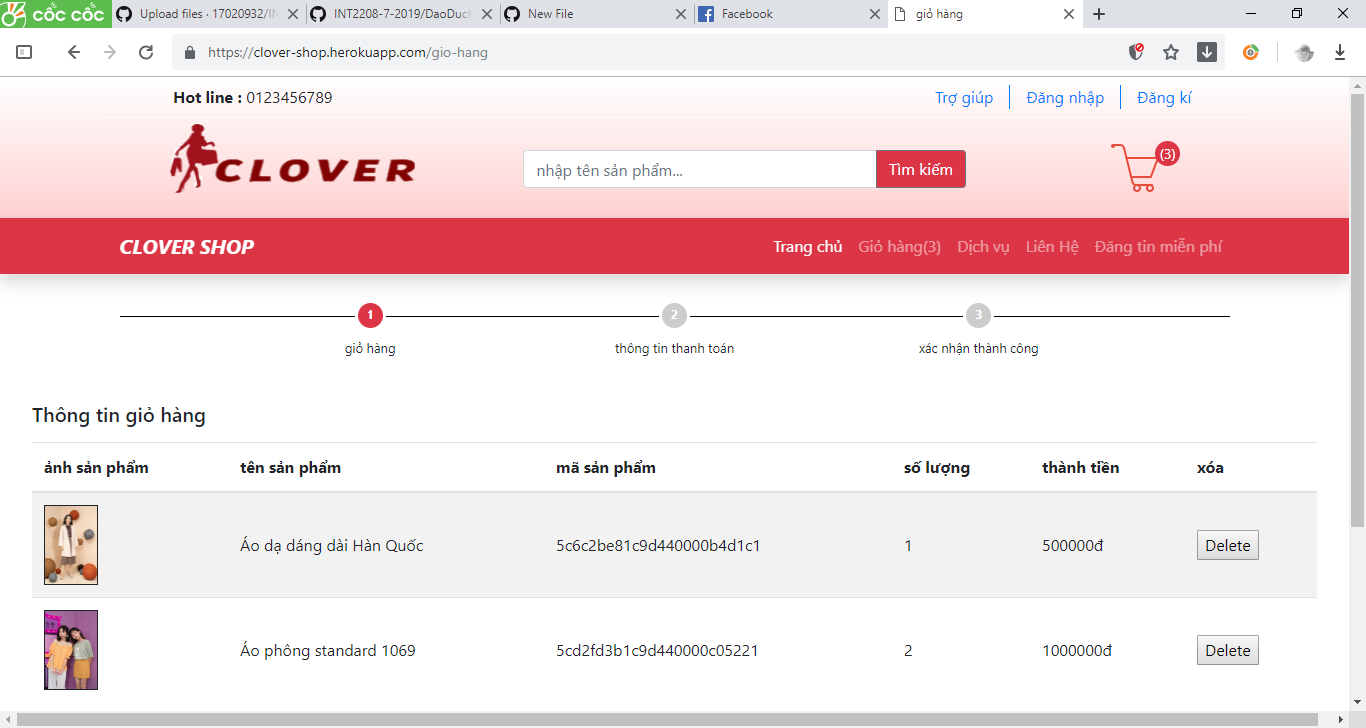 cốc cốc Upload files · 17020932/IN INT2208-7-2019/DaoDuc New File Facebook giỏ hàng
https://clover-shop.herokuapp.com/gio-hang
Hot line : 0123456789 Trợ giúp Đăng nhập Đăng kí
CLOVER nhập tên sản phẩm... Tìm kiếm (3)
CLOVER SHOP Trang chủ Giỏ hàng(3) Dịch vụ Liên Hệ Đăng tin miễn phí
1 2 3
giỏ hàng thông tin thanh toán xác nhận thành công
Thông tin giỏ hàng
ảnh sản phẩm tên sản phẩm mã sản phẩm số lượng thành tiền xóa
Áo dạ dáng dài Hàn Quốc 5c6c2be81c9d440000b4d1c1 1 500000đ Delete
Áo phông standard 1069 5cd2fd3b1c9d440000c05221 2 1000000đ Delete